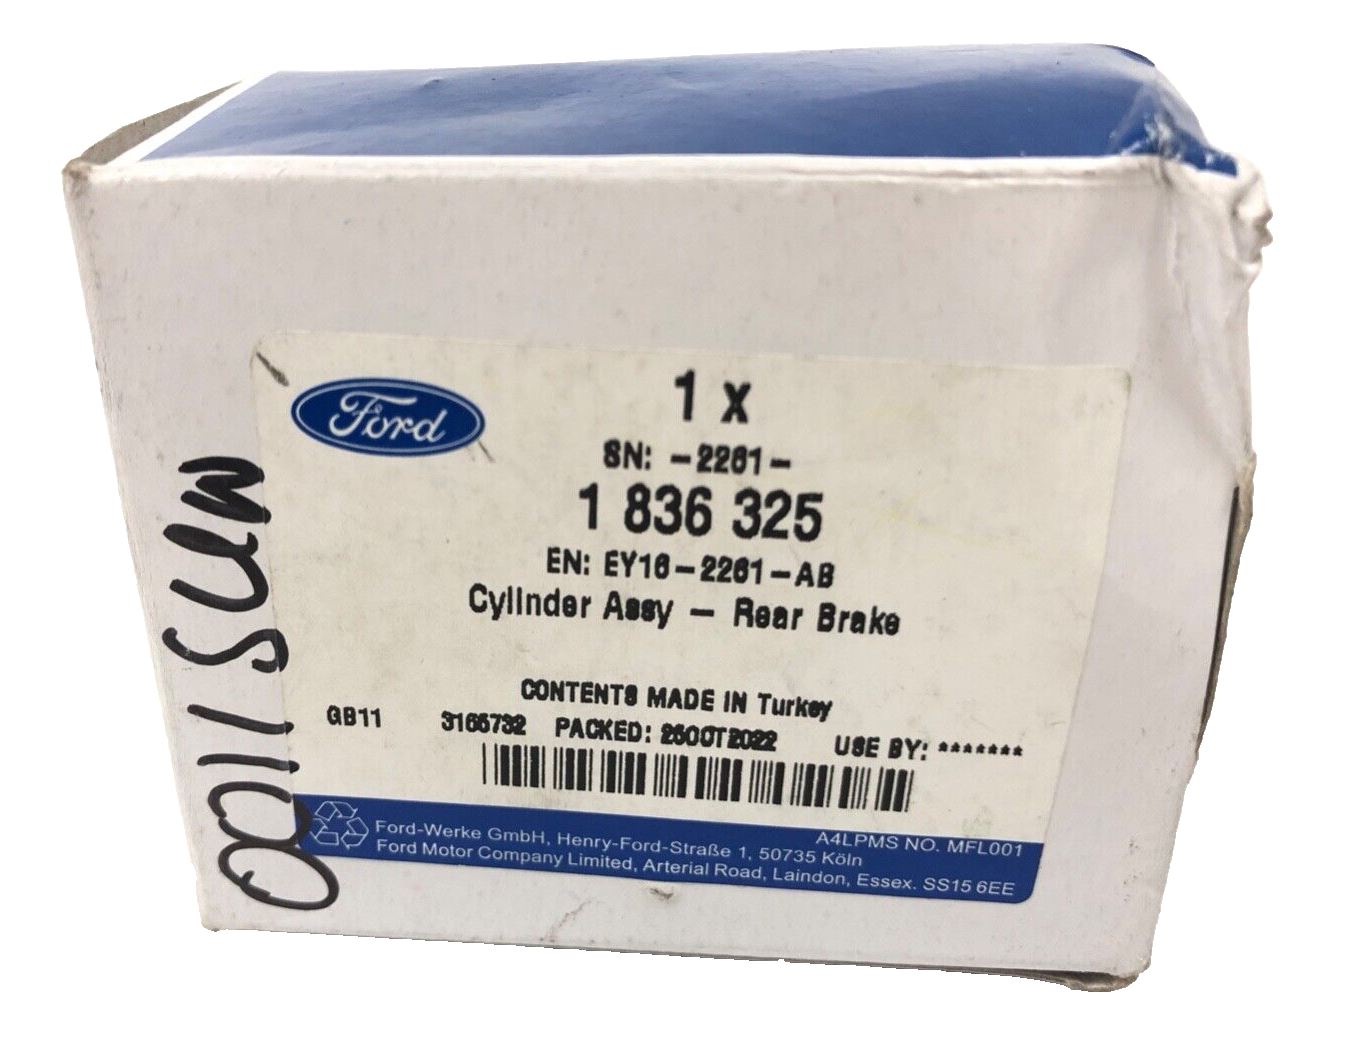 Ford
1 x
SN: -2261-
1 836 325
EN: EY16-2261-AB
Cylinder Assy - Rear Brake
CONTENTS MADE IN Turkey
GB11 3165732 PACKED: 25OCT2022 USE BY: *******
A4LPMS NO. MFL001
Ford-Werke GmbH, Henry-Ford-Straße 1, 50735 Köln
Ford Motor Company Limited, Arterial Road, Laindon, Essex. SS15 6EE